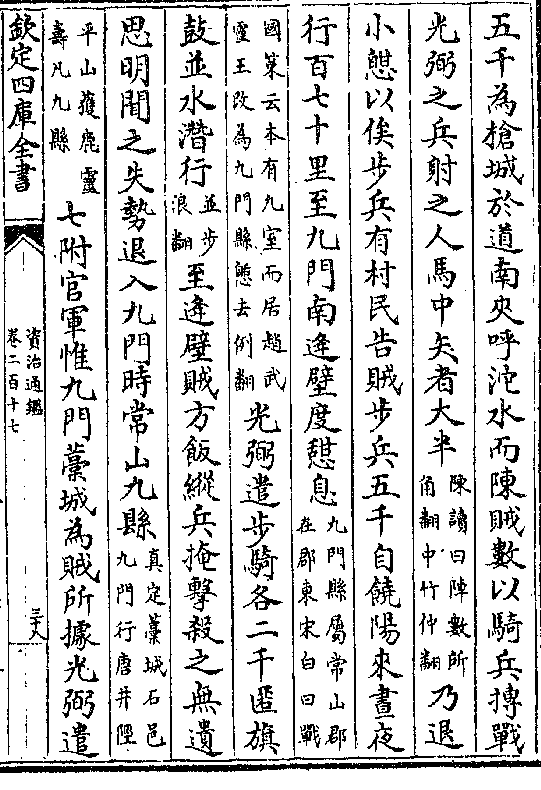 五千為槍城於道南夾呼沱水而陳賊數以騎兵搏戰
光弼之兵射之人馬中矢者大半陳讀曰陣數所角翻中竹仲翻乃退
小憇以俟步兵有村民告賊步兵五千自饒陽來晝夜
行百七十里至九門南逄壁度憇息九門縣屬常山郡在郡東宋白曰戰
國策云本有九室而居趙武靈王改為九門縣憇去例翻光弼遣步騎各二千匿旗
鼓並水潛行並步浪翻至逄壁賊方飯縱兵掩擊殺之無遺
思明聞之失勢退入九門時常山九縣真定藁城石邑九門行唐井陘
平山獲鹿靈壽凡九縣七附官軍惟九門藁城為賊所據光弼遣
欽定四庫全書
資治通鑑
卷二百十七
三十八